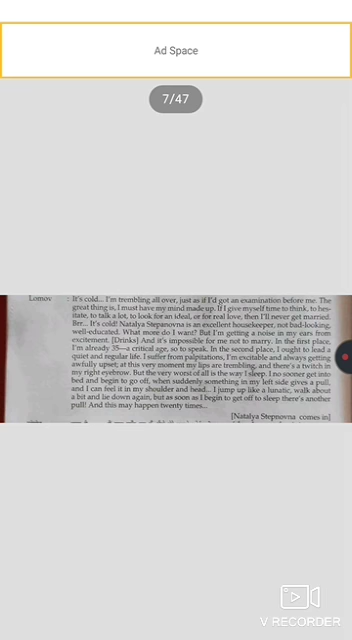 Ad Space
7/47
Lomov : It's cold... I'm trembling all over, just as if I'd got an examination before me. The
great thing is, I must have my mind made up. If I give myself time to think, to hes-
itate, to talk a lot, to look for an ideal, or for real love, then I'll never get married.
Brr... It's cold! Natalya Stepanovna is an excellent housekeeper, not bad-looking,
well-educated. What more do I want? But I'm getting a noise in my ears from
excitement. [Drinks] And it's impossible for me not to marry. In the first place,
I'm already 35—a critical age, so to speak. In the second place, I ought to lead a
quiet and regular life. I suffer from palpitations, I'm excitable and always getting
awfully upset; at this very moment my lips are trembling, and there's a twitch in
my right eyebrow. But the very worst of all is the way I sleep. I no sooner get into
bed and begin to go off, when suddenly something in my left side gives a pull,
and I can feel it in my shoulder and head... I jump up like a lunatic, walk about
a bit and lie down again, but as soon as I begin to get off to sleep there's another
pull! And this may happen twenty times...
[Natalya Stepnovna comes in]
V RECORDER